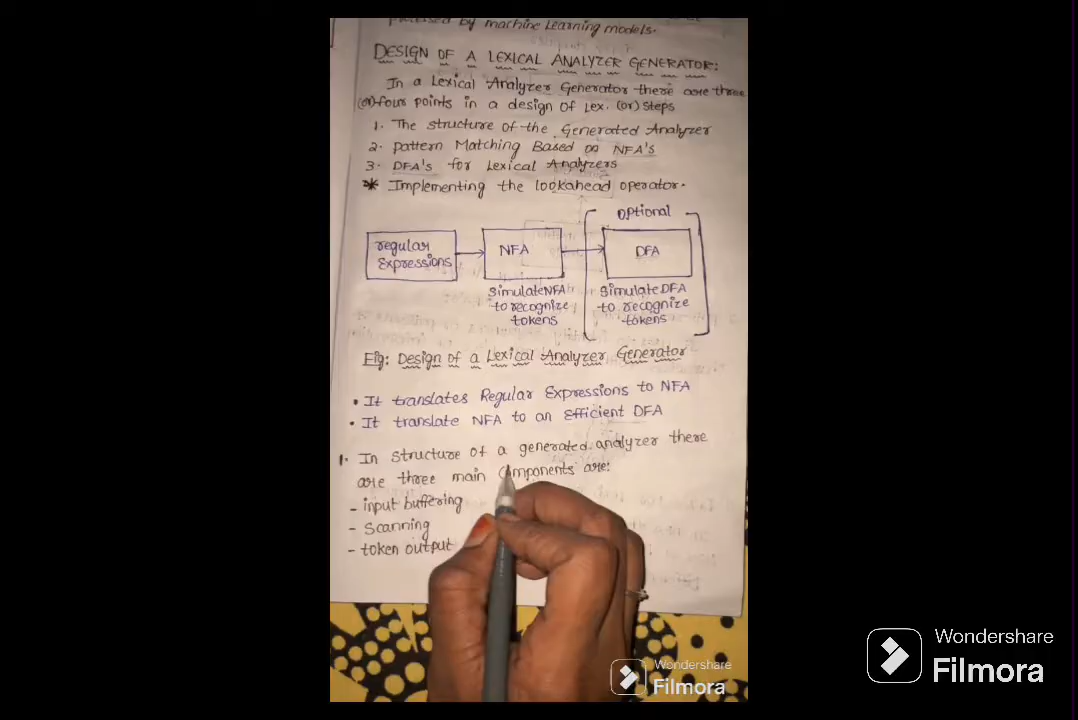 processed by machine Learning models.
DESIGN OF A LEXICAL ANALYZER GENERATOR:
In a Lexical Analyzer Generator there are three
(or) four points in a design of Lex. (or) steps
1. The structure of the Generated Analyzer
2. pattern Matching Based on NFA's
3. DFA's for Lexical Analyzers
* Implementing the lookahead operator.
optional
regular
Expressions
NFA
DFA
simulate NFA
to recognize
tokens
simulate DFA
to recognize
tokens
Fig: Design of a Lexical Analyzer Generator
• It translates Regular Expressions to NFA
• It translate NFA to an efficient DFA
1. In structure of a generated analyzer there
are three main components are:
- input buffering
- Scanning
- token output
Wondershare
Filmora
Wondershare
Filmora